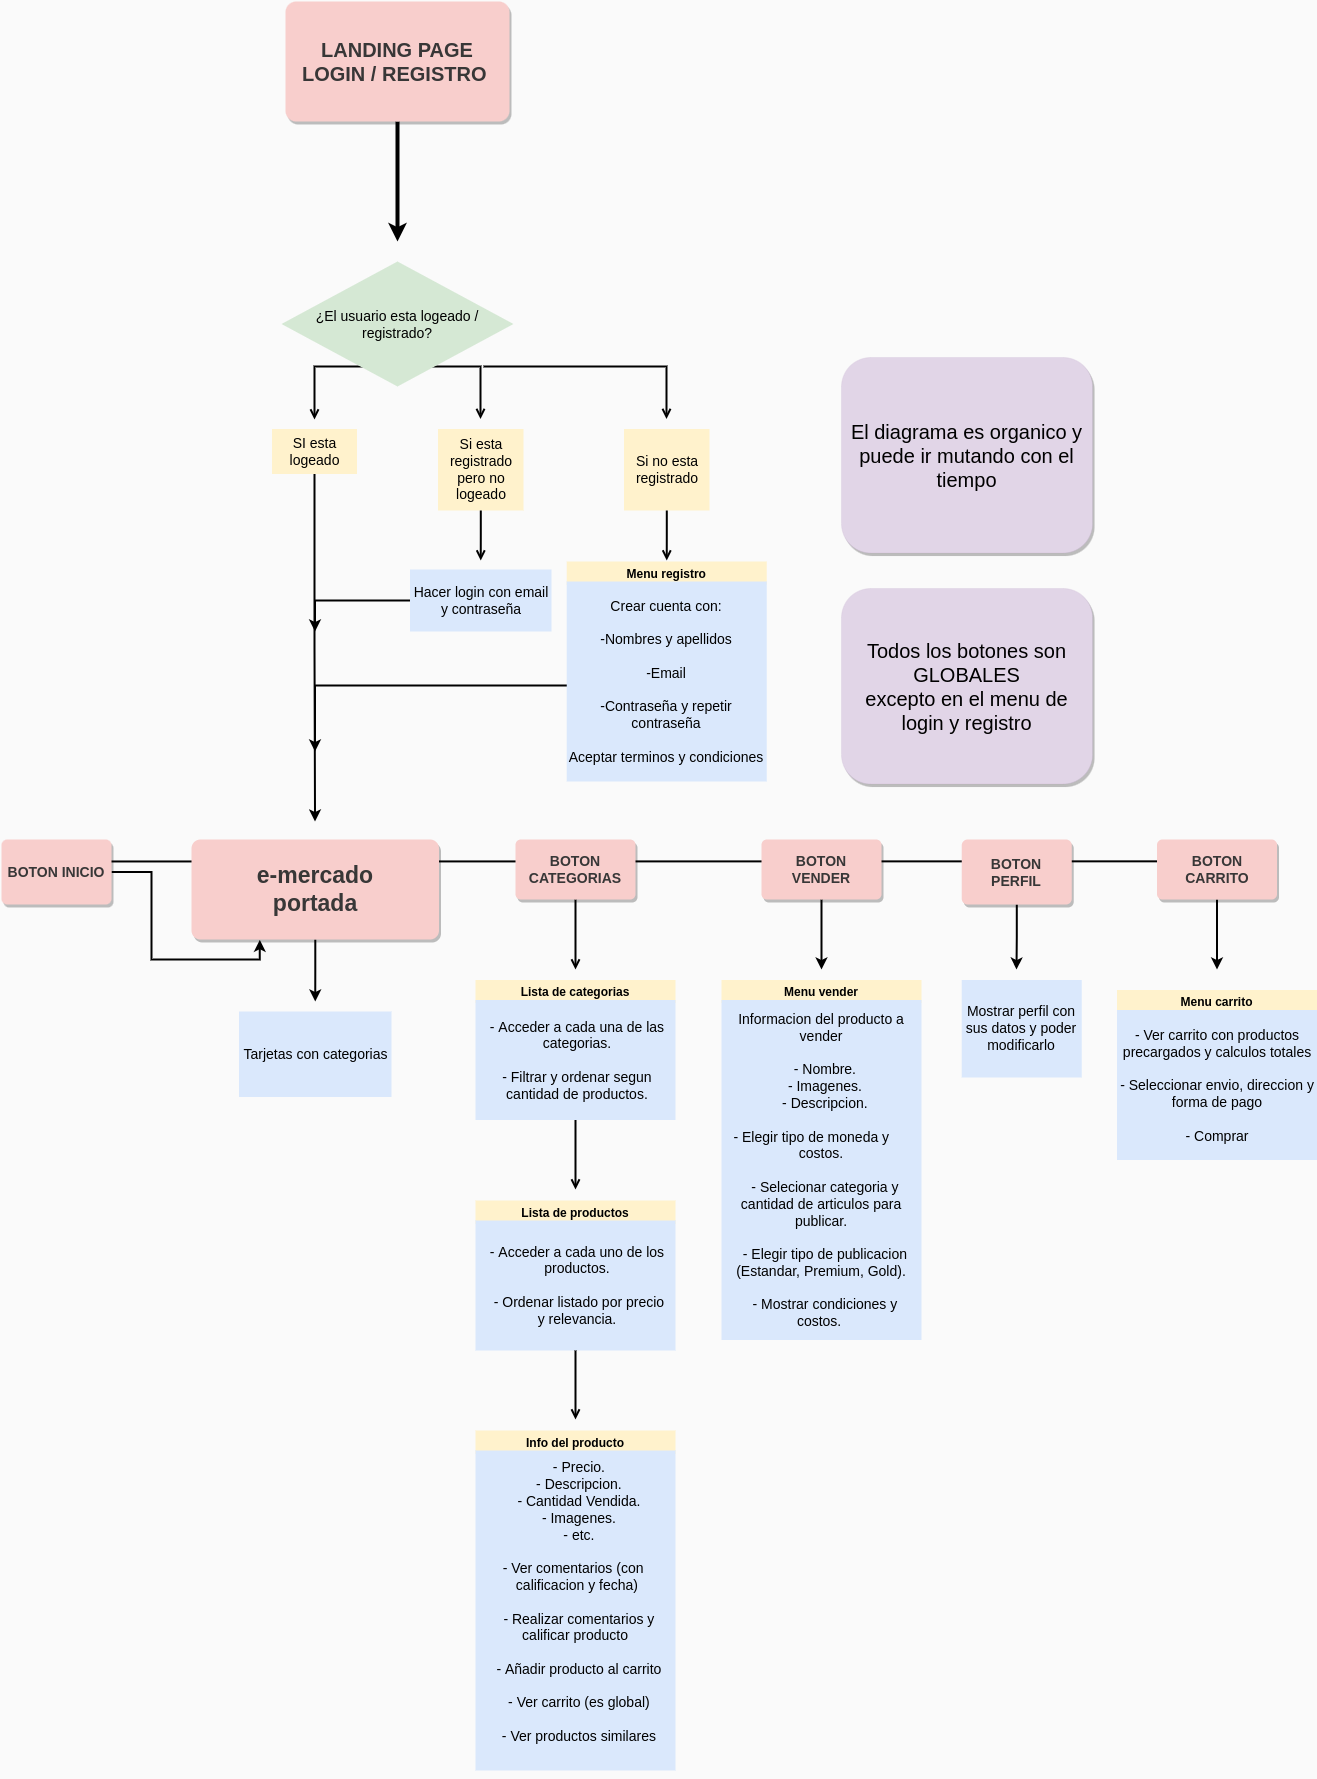 LANDING PAGE
LOGIN / REGISTRO
¿El usuario esta logeado /
registrado?
SI esta
logeado
Si esta
registrado
pero no
logeado
Si no esta
registrado
El diagrama es organico y
puede ir mutando con el
tiempo
Hacer login con email
y contraseña
Menu registro
Crear cuenta con:
-Nombres y apellidos
-Email
-Contraseña y repetir
contraseña
Aceptar terminos y condiciones
Todos los botones son
GLOBALES
excepto en el menu de
login y registro
BOTON INICIO
e-mercado
portada
BOTON
CATEGORIAS
BOTON
VENDER
BOTON
PERFIL
BOTON
CARRITO
Tarjetas con categorias
Lista de categorias
- Acceder a cada una de las
categorias.
- Filtrar y ordenar segun
cantidad de productos.
Lista de productos
- Acceder a cada uno de los
productos.
- Ordenar listado por precio
y relevancia.
Info del producto
- Precio.
- Descripcion.
- Cantidad Vendida.
- Imagenes.
- etc.
- Ver comentarios (con
calificacion y fecha)
- Realizar comentarios y
calificar producto
- Añadir producto al carrito
- Ver carrito (es global)
- Ver productos similares
Menu vender
Informacion del producto a
vender
- Nombre.
- Imagenes.
- Descripcion.
- Elegir tipo de moneda y
costos.
- Selecionar categoria y
cantidad de articulos para
publicar.
- Elegir tipo de publicacion
(Estandar, Premium, Gold).
- Mostrar condiciones y
costos.
Mostrar perfil con
sus datos y poder
modificarlo
Menu carrito
- Ver carrito con productos
precargados y calculos totales
- Seleccionar envio, direccion y
forma de pago
- Comprar